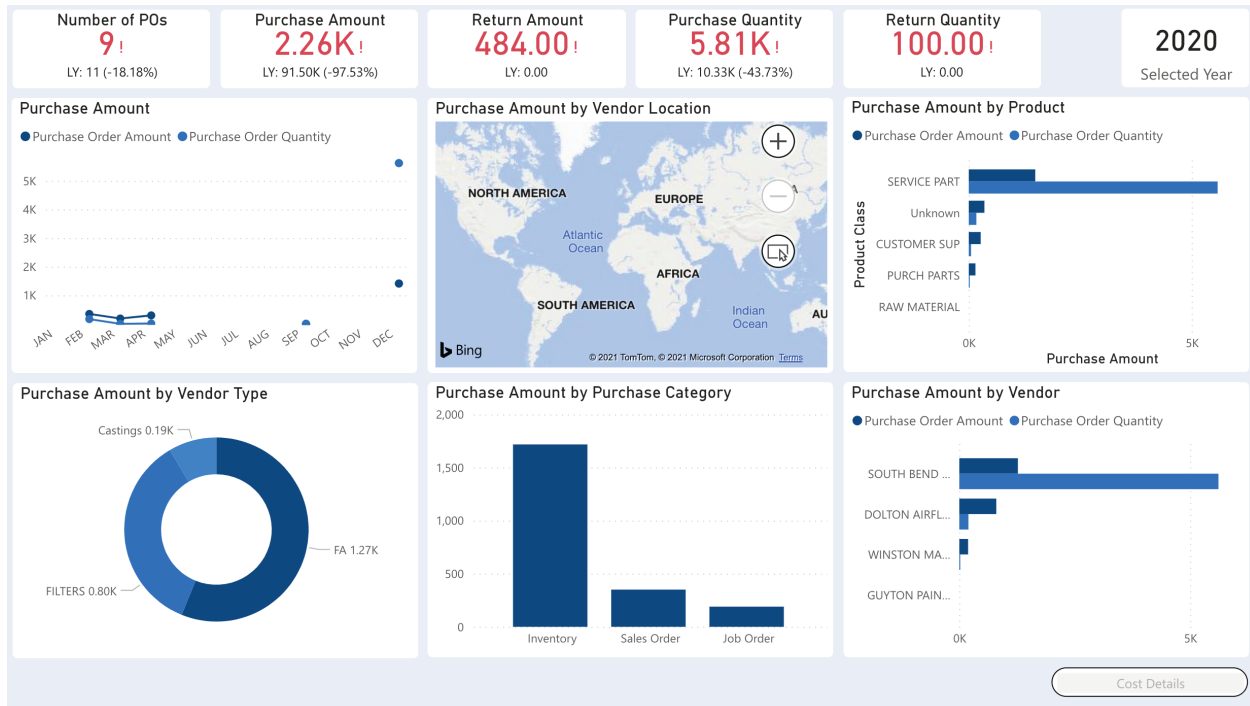 Number of POs
9 !
LY: 11 (-18.18%)
Purchase Amount
2.26K !
LY: 91.50K (-97.53%)
Return Amount
484.00 !
LY: 0.00
Purchase Quantity
5.81K !
LY: 10.33K (-43.73%)
Return Quantity
100.00 !
LY: 0.00
2020
Selected Year
Purchase Amount
Purchase Order Amount Purchase Order Quantity
5K
4K
3K
2K
1K
JAN FEB MAR APR MAY JUN JUL AUG SEP OCT NOV DEC
Purchase Amount by Vendor Location
NORTH AMERICA
EUROPE
A
Atlantic
Ocean
AFRICA
SOUTH AMERICA
Indian
Ocean
AU
Bing
© 2021 TomTom, © 2021 Microsoft Corporation Terms
Purchase Amount by Product
Purchase Order Amount Purchase Order Quantity
Product Class
SERVICE PART
Unknown
CUSTOMER SUP
PURCH PARTS
RAW MATERIAL
0K 5K
Purchase Amount
Purchase Amount by Vendor Type
Castings 0.19K
FA 1.27K
FILTERS 0.80K
Purchase Amount by Purchase Category
2,000
1,500
1,000
500
0
Inventory Sales Order Job Order
Purchase Amount by Vendor
Purchase Order Amount Purchase Order Quantity
SOUTH BEND ...
DOLTON AIRFL...
WINSTON MA...
GUYTON PAIN...
0K 5K
Cost Details